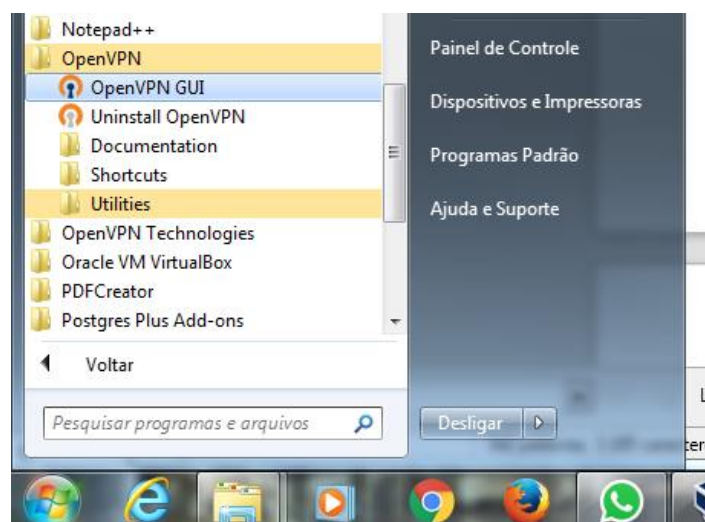 Notepad++
OpenVPN
OpenVPN GUI
Uninstall OpenVPN
Documentation
Shortcuts
Utilities
OpenVPN Technologies
Oracle VM VirtualBox
PDFCreator
Postgres Plus Add-ons
Voltar
Pesquisar programas e arquivos
Painel de Controle
Dispositivos e Impressoras
Programas Padrão
Ajuda e Suporte
Desligar